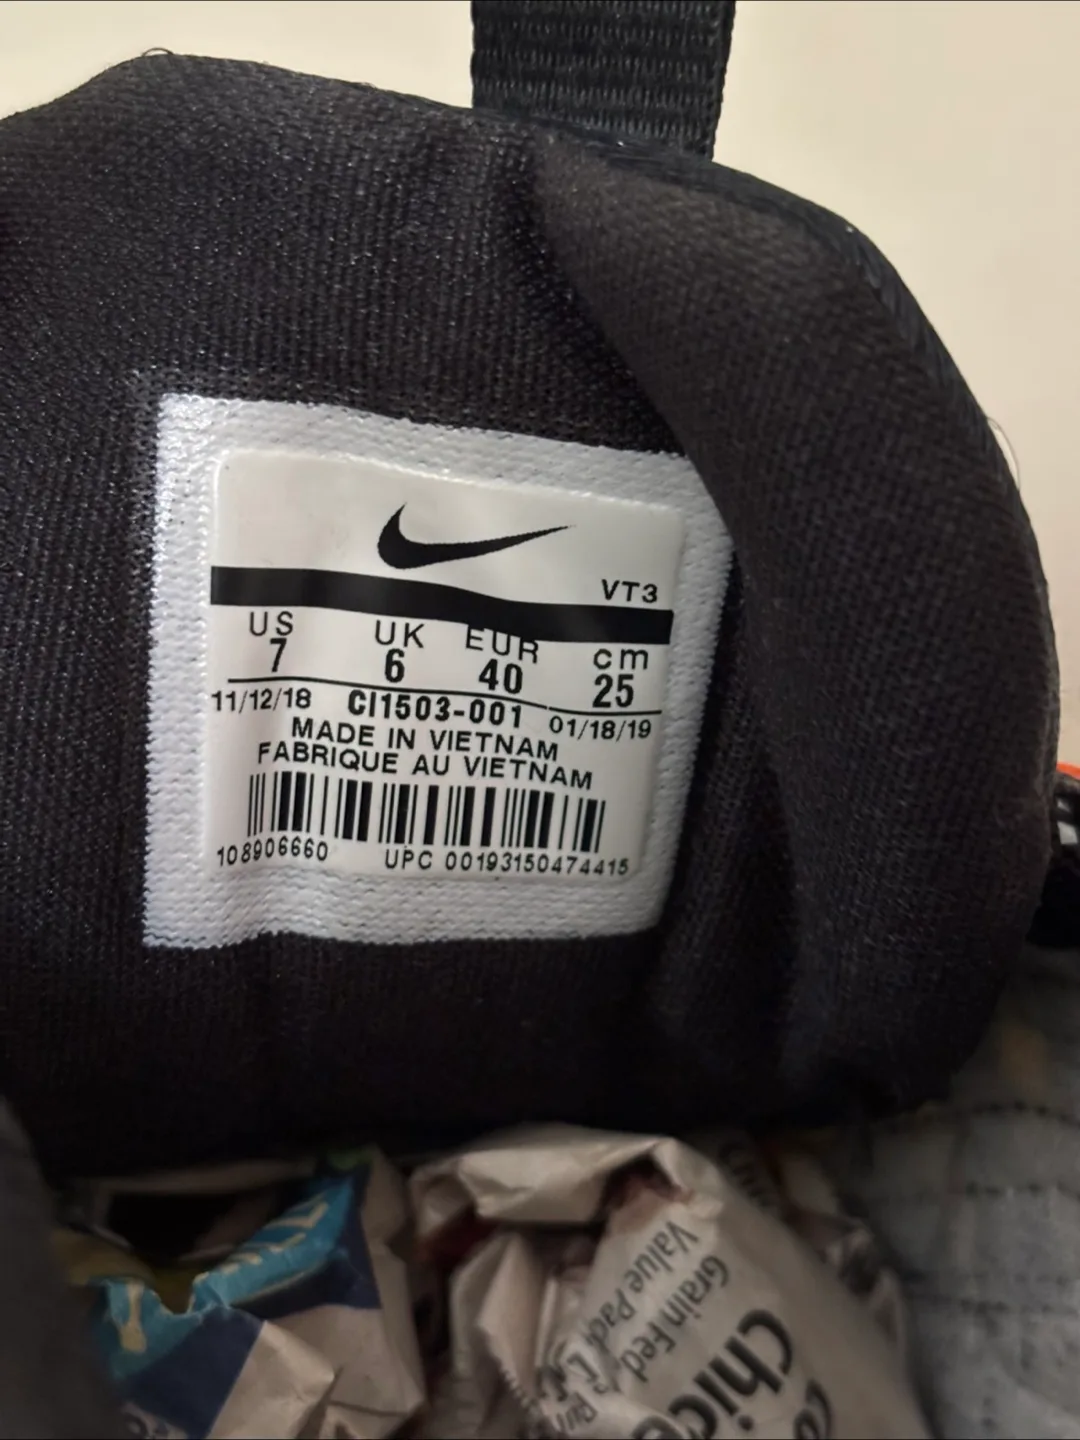 VT3
US UK EUR cm
7 6 40 25
11/12/18 CI1503-001 01/18/19
MADE IN VIETNAM
FABRIQUE AU VIETNAM
108906660 UPC 00193150474415
Value Pack
Grain Fed